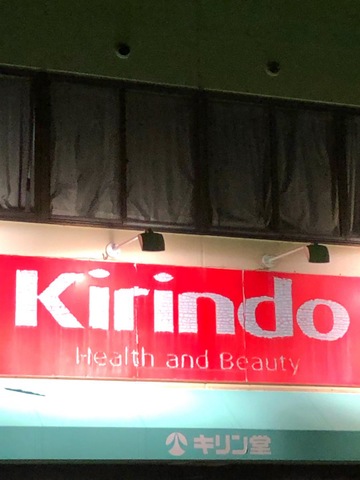 Kirindo
Health and Beauty
キリン堂